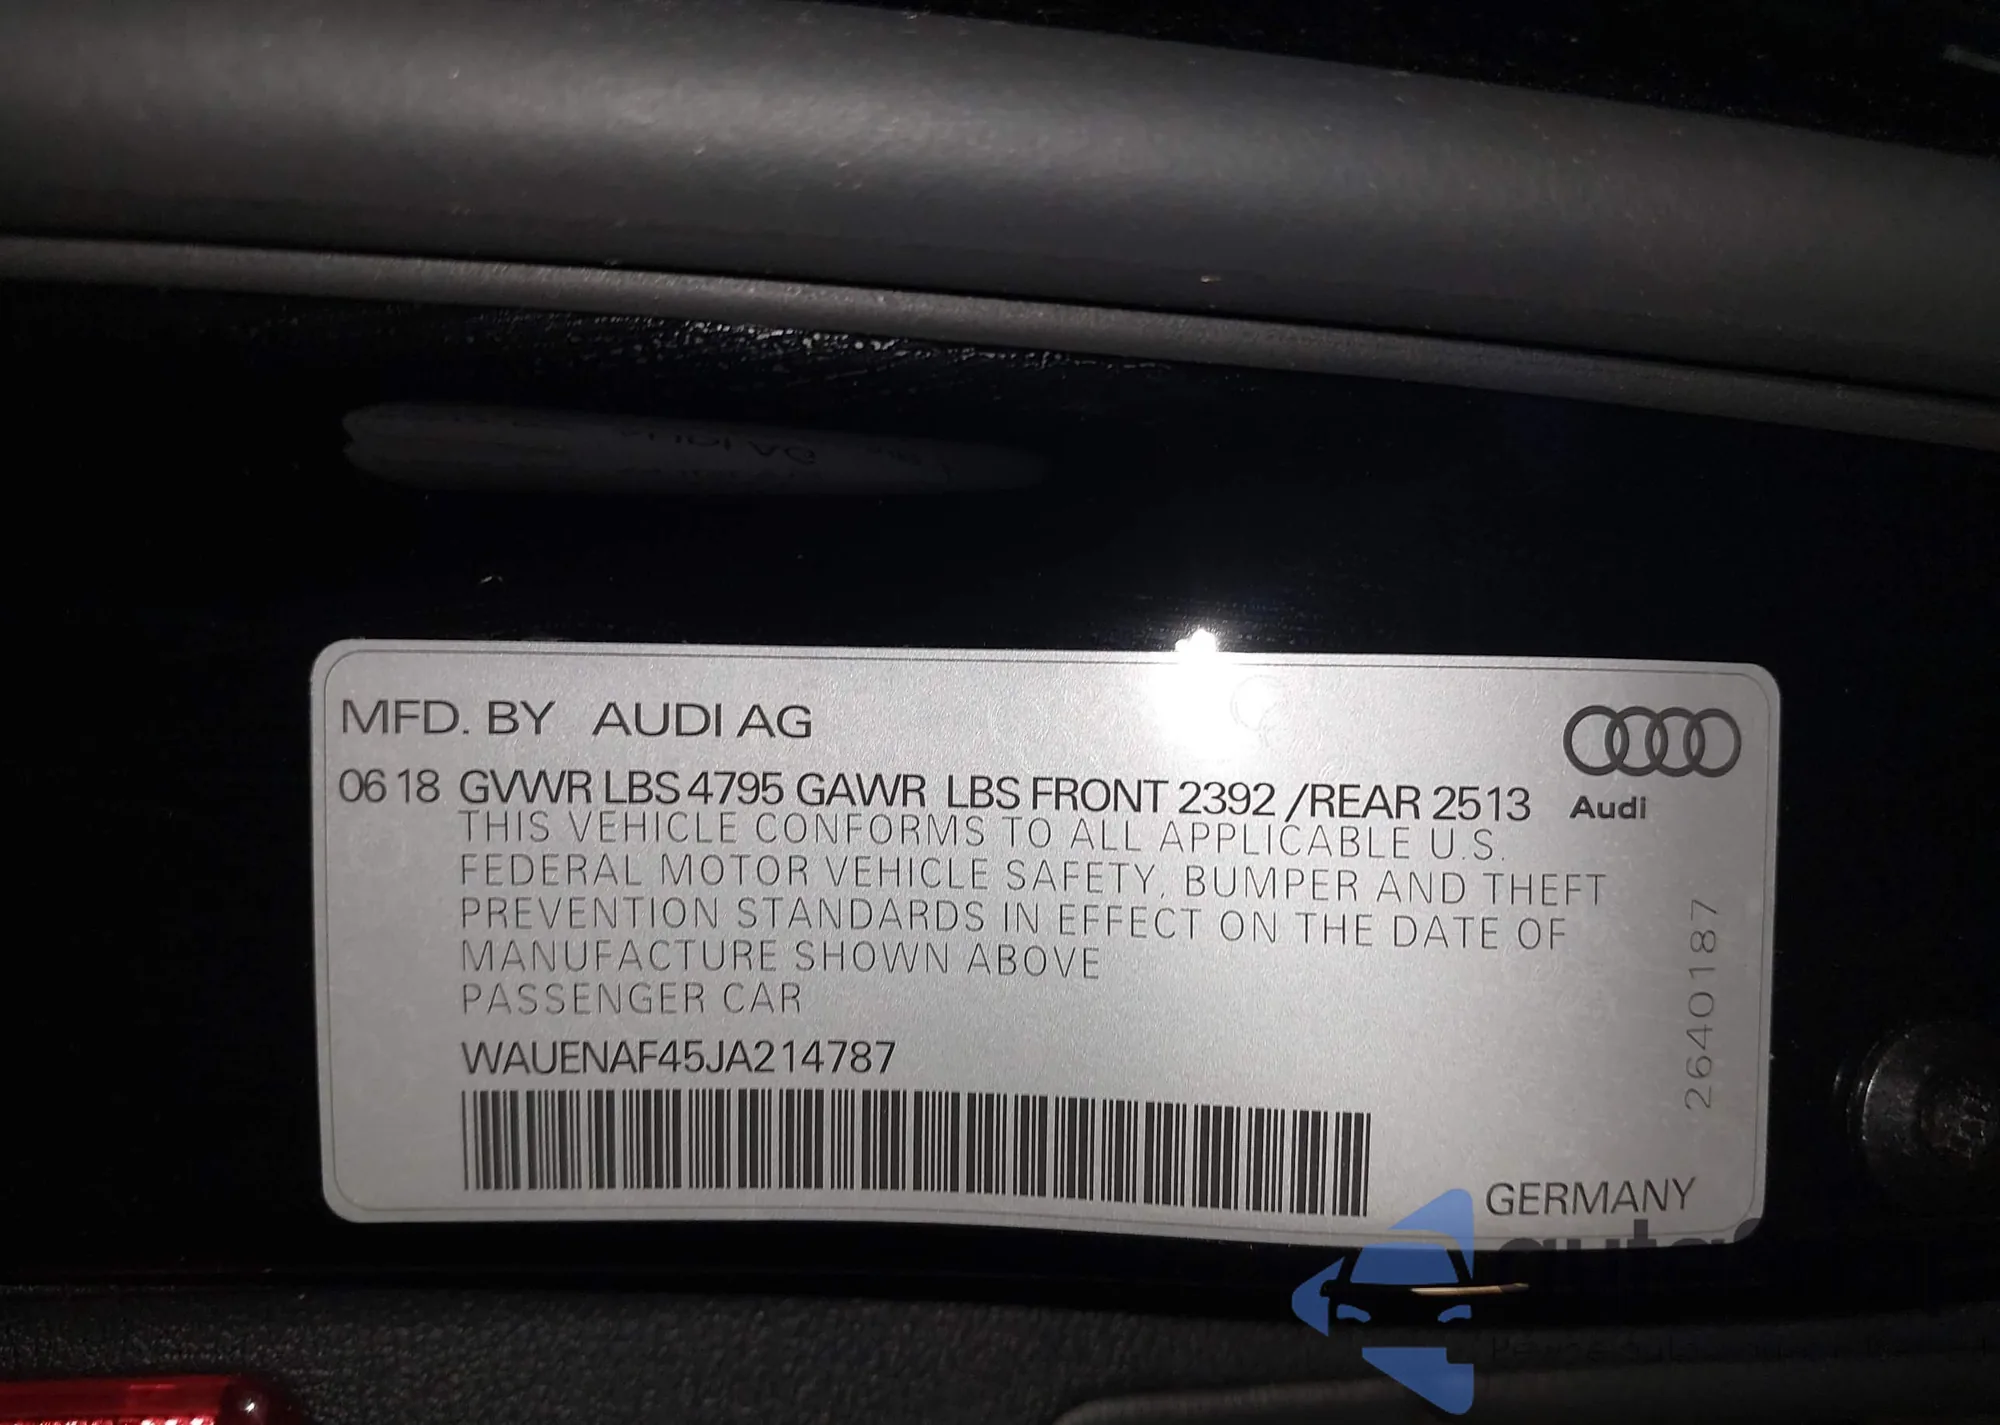 MFD. BY AUDI AG
06 18 GVWR LBS 4795 GAWR LBS FRONT 2392 /REAR 2513
Audi
THIS VEHICLE CONFORMS TO ALL APPLICABLE U.S.
FEDERAL MOTOR VEHICLE SAFETY, BUMPER AND THEFT
PREVENTION STANDARDS IN EFFECT ON THE DATE OF
MANUFACTURE SHOWN ABOVE
PASSENGER CAR
WAUENAF45JA214787
2640187
GERMANY